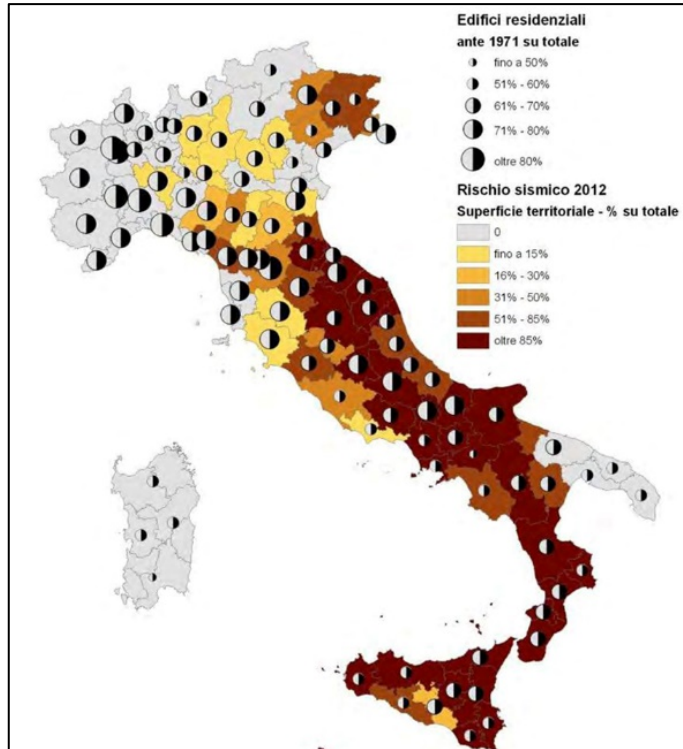 Edifici residenziali
ante 1971 su totale
fino a 50%
51% - 60%
61% - 70%
71% - 80%
oltre 80%
Rischio sismico 2012
Superficie territoriale - % su totale
0
fino a 15%
16% - 30%
31% - 50%
51% - 85%
oltre 85%